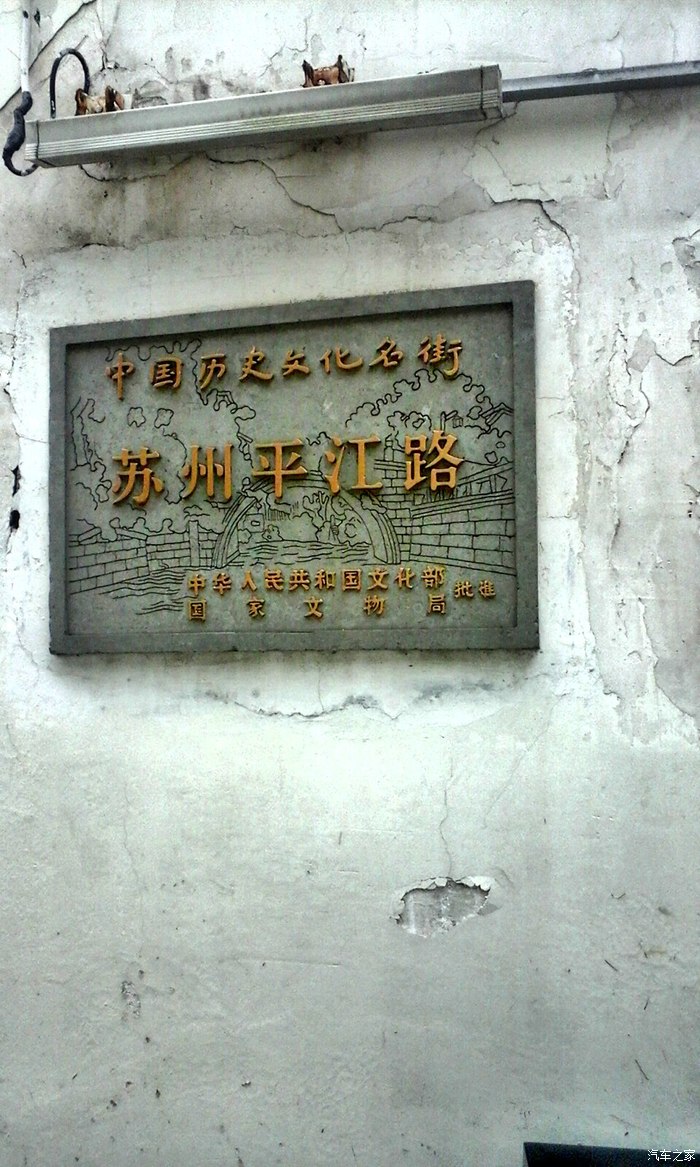 中国历史文化名街
苏州平江路
中华人民共和国文化部
国家文物局
批准
汽车之家